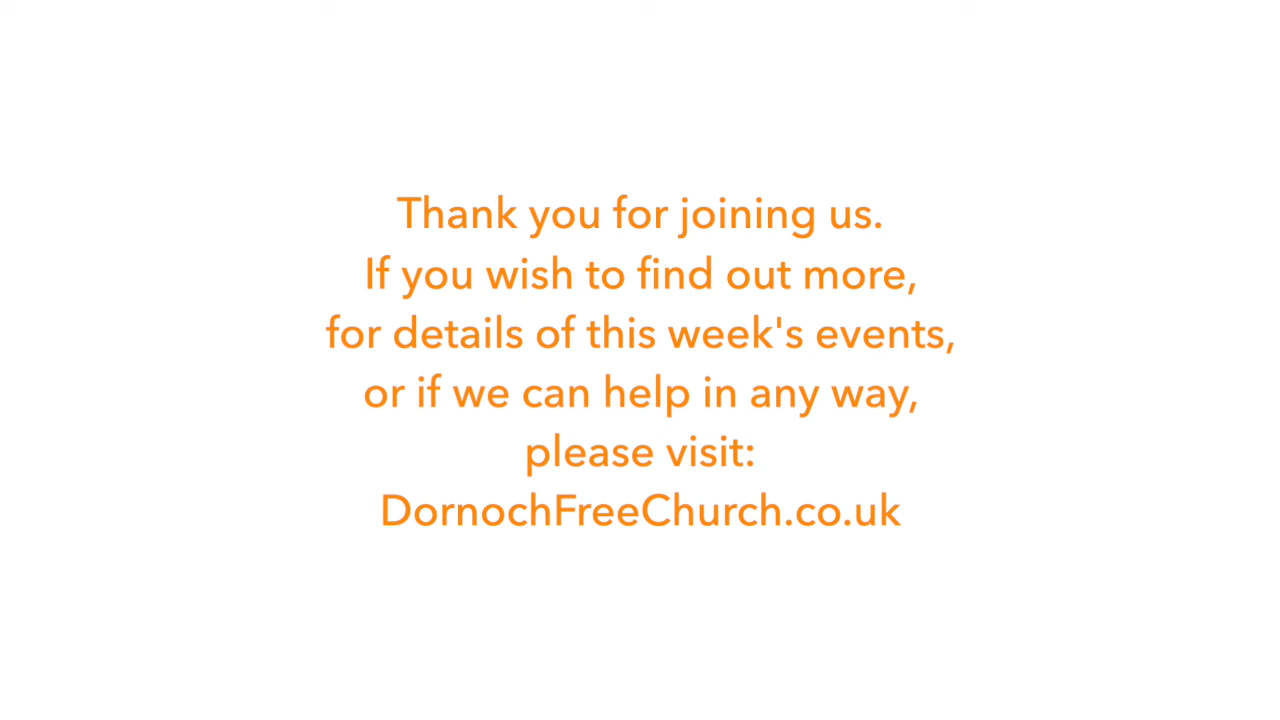 Thank you for joining us.
If you wish to find out more,
for details of this week's events,
or if we can help in any way,
please visit:
DornochFreeChurch.co.uk